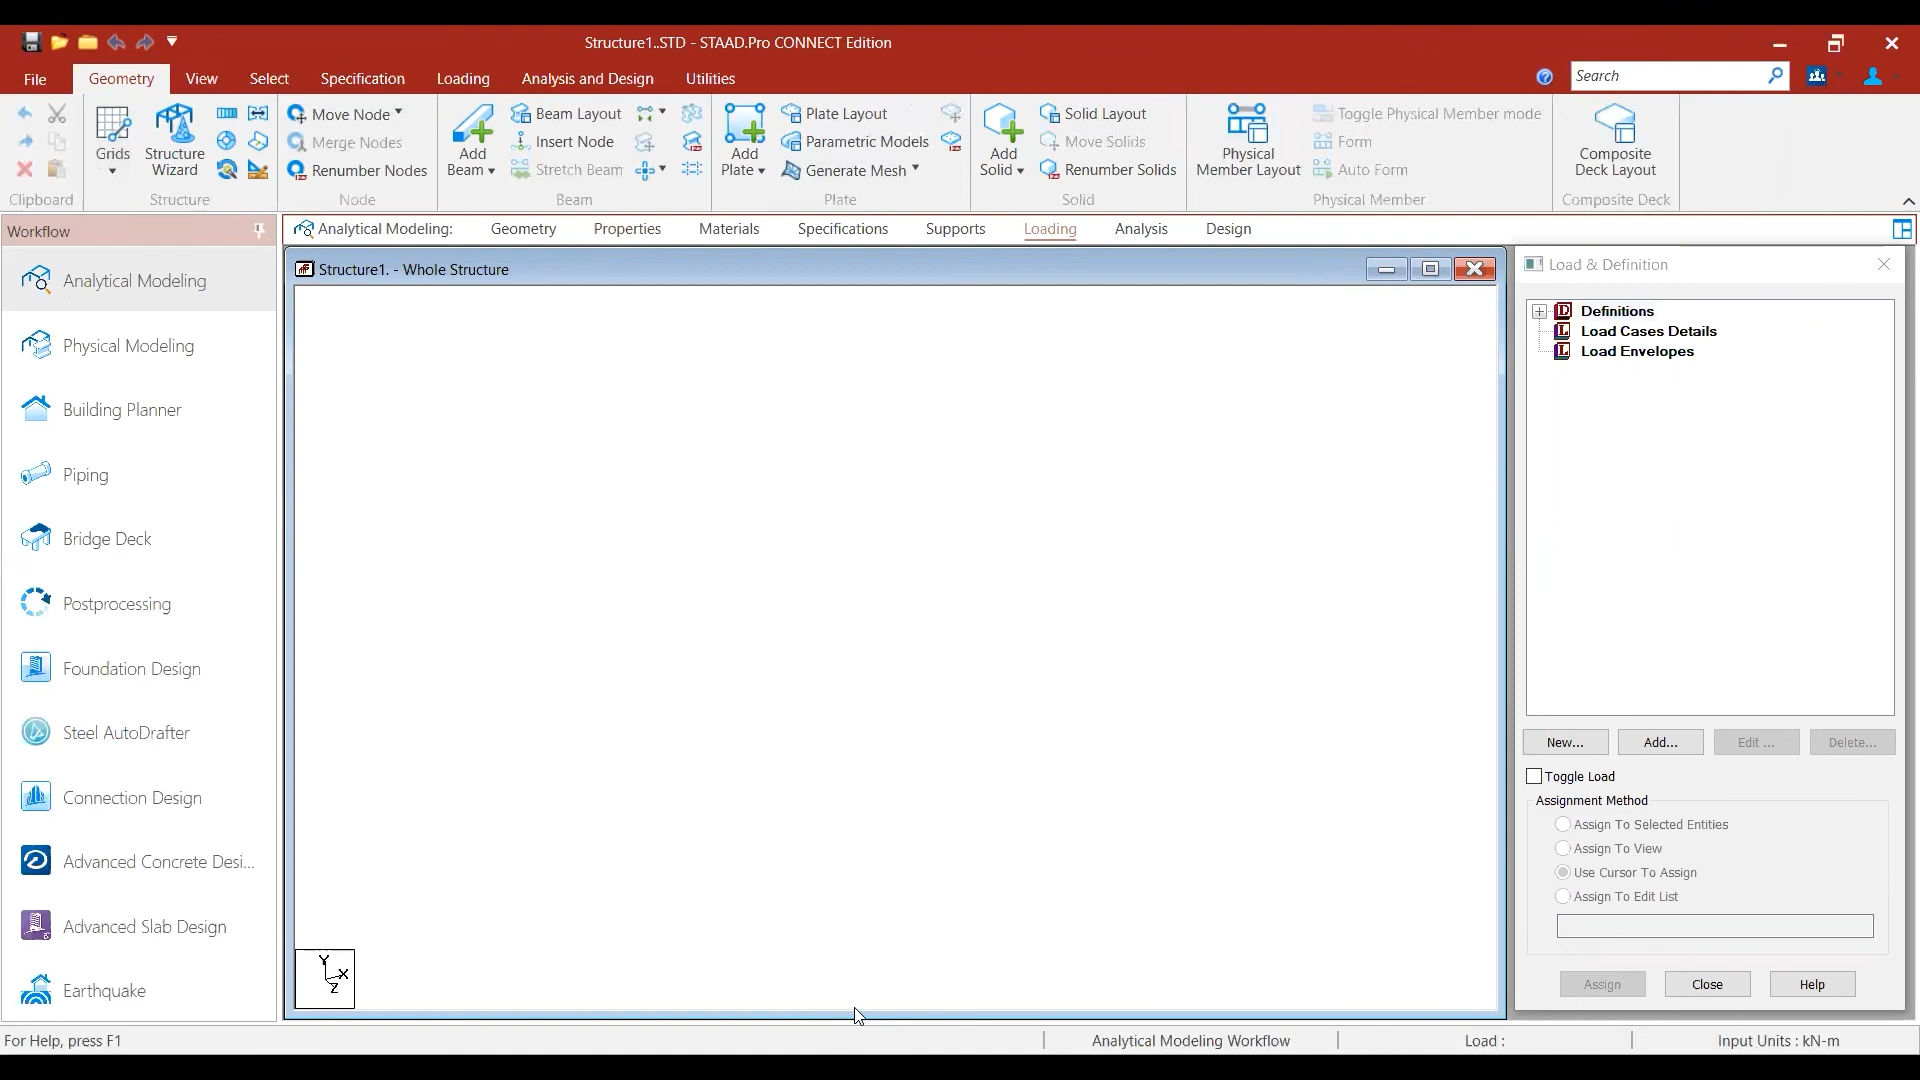 Structure1..STD - STAAD.Pro CONNECT Edition
File Geometry View Select Specification Loading Analysis and Design Utilities Search
Grids
Structure Wizard
Move Node
Merge Nodes
Renumber Nodes
Add Beam
Beam Layout
Insert Node
Stretch Beam
Add Plate
Plate Layout
Parametric Models
Generate Mesh
Add Solid
Solid Layout
Move Solids
Renumber Solids
Physical Member Layout
Toggle Physical Member mode
Form
Auto Form
Composite Deck Layout
Clipboard Structure Node Beam Plate Solid Physical Member Composite Deck
Workflow
Analytical Modeling: Geometry Properties Materials Specifications Supports Loading Analysis Design
Analytical Modeling
Physical Modeling
Building Planner
Piping
Bridge Deck
Postprocessing
Foundation Design
Steel AutoDrafter
Connection Design
Advanced Concrete Desi...
Advanced Slab Design
Earthquake
Structure1. - Whole Structure
Y
X
Z
Load & Definition
D Definitions
L Load Cases Details
L Load Envelopes
New... Add... Edit ... Delete...
Toggle Load
Assignment Method
Assign To Selected Entities
Assign To View
Use Cursor To Assign
Assign To Edit List
Assign Close Help
For Help, press F1 Analytical Modeling Workflow Load : Input Units : kN-m